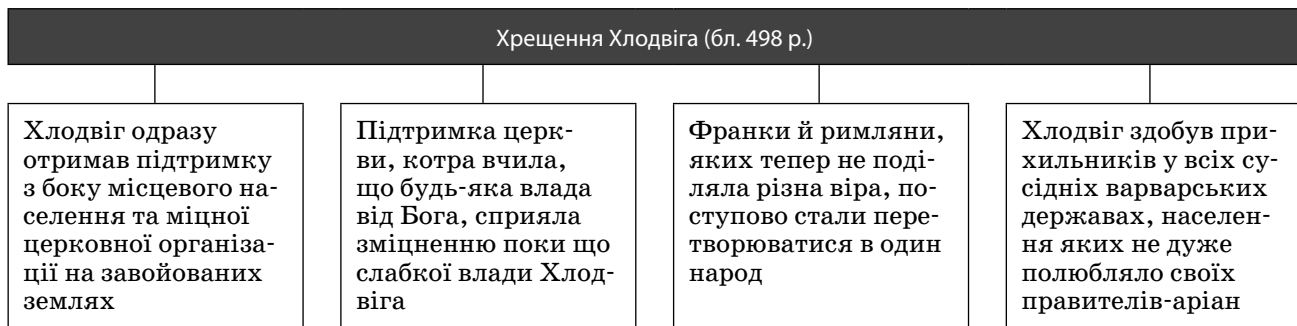 Хрещення Хлодвіга (бл. 498 р.)
Хлодвіг одразу
отримав підтримку
з боку місцевого на-
селення та міцної
церковної організа-
ції на завойованих
землях
Підтримка церк-
ви, котра вчила,
що будь-яка влада
від Бога, сприяла
зміцненню поки що
слабкої влади Хлод-
віга
Франки й римляни,
яких тепер не поді-
ляла різна віра, по-
ступово стали пере-
творюватися в один
народ
Хлодвіг здобув при-
хильників у всіх су-
сідніх варварських
державах, населен-
ня яких не дуже
полюбляло своїх
правителів-аріан